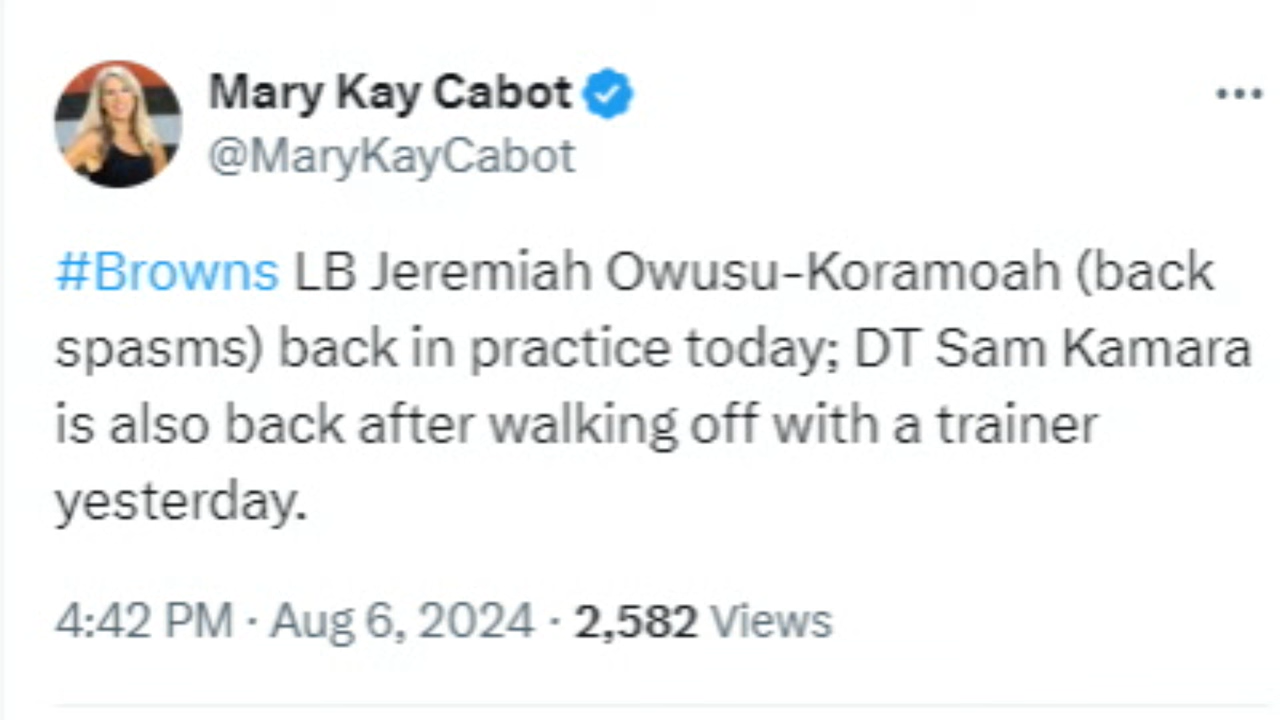 Mary Kay Cabot
@MaryKayCabot
#Browns LB Jeremiah Owusu-Koramoah (back
spasms) back in practice today; DT Sam Kamara
is also back after walking off with a trainer
yesterday.
4:42 PM · Aug 6, 2024 · 2,582 Views